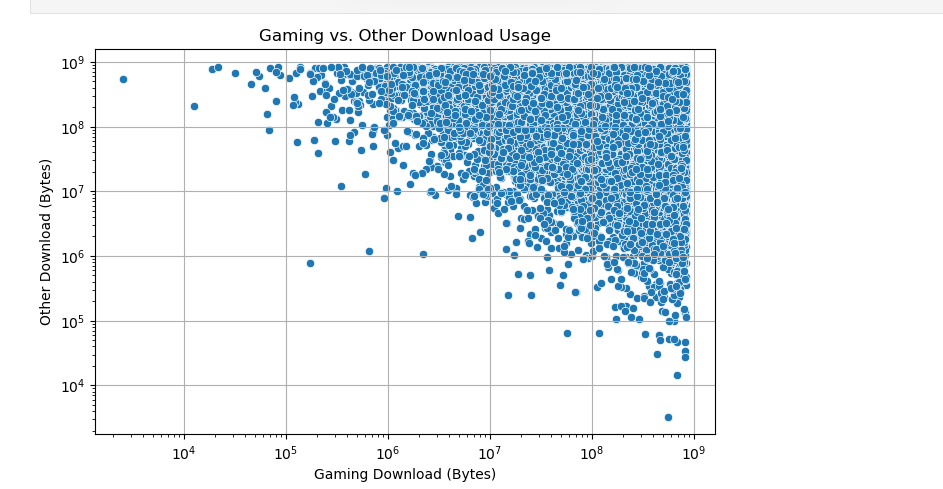 Gaming vs. Other Download Usage
Other Download (Bytes)
10⁹
10⁸
10⁷
10⁶
10⁵
10⁴
10⁴ 10⁵ 10⁶ 10⁷ 10⁸ 10⁹
Gaming Download (Bytes)